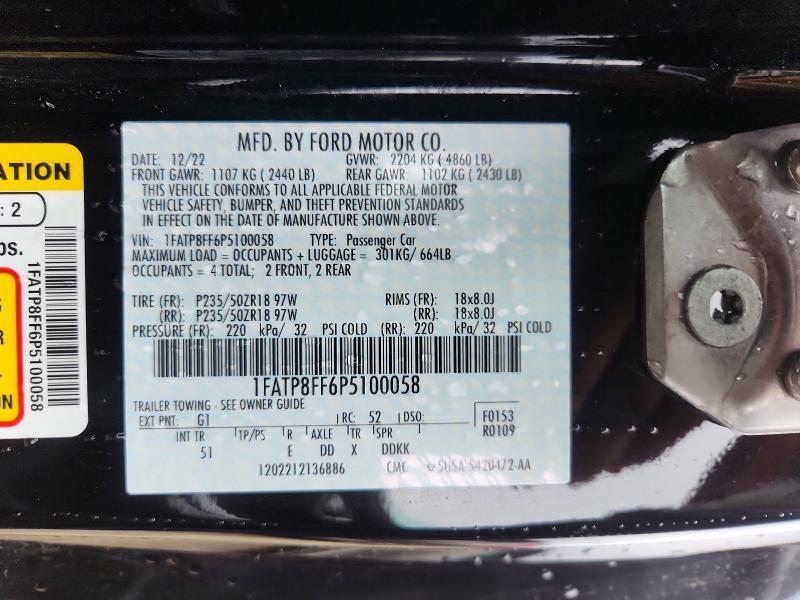 MFD. BY FORD MOTOR CO.
DATE: 12/22 GVWR: 2204 KG ( 4860 LB)
FRONT GAWR: 1107 KG ( 2440 LB) REAR GAWR: 1102 KG ( 2430 LB)
THIS VEHICLE CONFORMS TO ALL APPLICABLE FEDERAL MOTOR
VEHICLE SAFETY, BUMPER, AND THEFT PREVENTION STANDARDS
IN EFFECT ON THE DATE OF MANUFACTURE SHOWN ABOVE.
VIN: 1FATP8FF6P5100058 TYPE: Passenger Car
MAXIMUM LOAD = OCCUPANTS + LUGGAGE = 301KG/ 664LB
OCCUPANTS = 4 TOTAL; 2 FRONT, 2 REAR
TIRE (FR): P235/50ZR18 97W RIMS (FR): 18x8.0J
(RR): P235/50ZR18 97W (RR): 18x8.0J
PRESSURE (FR): 220 kPa/ 32 PSI COLD (RR): 220 kPa/ 32 PSI COLD
1FATP8FF6P5100058
TRAILER TOWING - SEE OWNER GUIDE
EXT PNT: G1 RC: 52 DSO: F0153
R0109
INT TR TP/PS R AXLE TR SPR
51 E DD X DDKK
1202212136886 CMC SU5A-5420472-AA
ATION
: 2
bs.
1FATP8FF6P5100058
G
R
ON